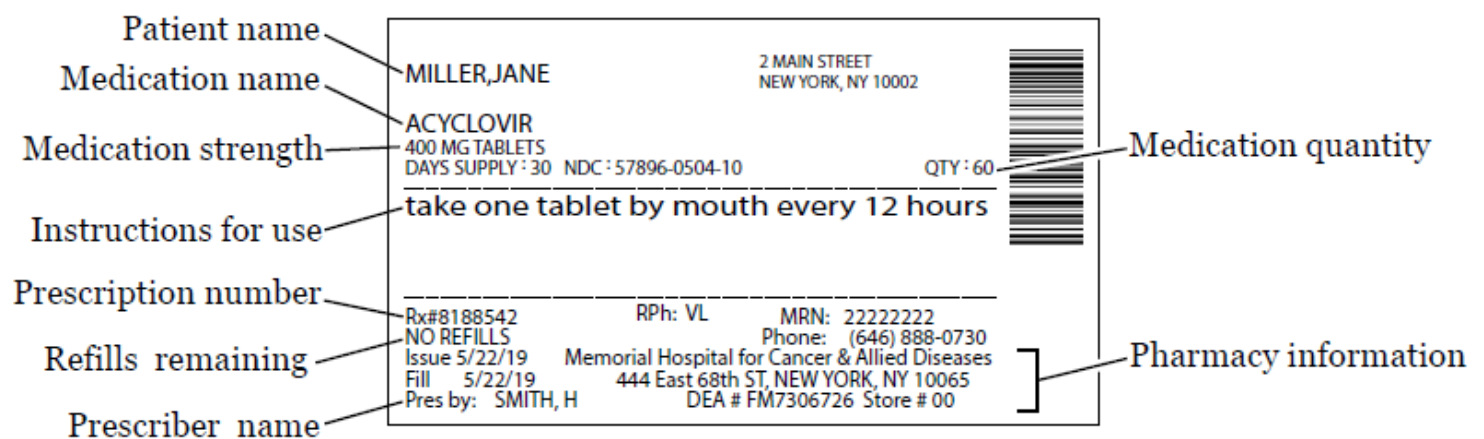 Patient name
Medication name
Medication strength
Instructions for use
Prescription number
Refills remaining
Prescriber name
MILLER,JANE
2 MAIN STREET
NEW YORK, NY 10002
ACYCLOVIR
400 MG TABLETS
DAYS SUPPLY : 30 NDC : 57896-0504-10 QTY : 60
take one tablet by mouth every 12 hours
Rx#8188542 RPh: VL MRN: 22222222
NO REFILLS Phone: (646) 888-0730
Issue 5/22/19 Memorial Hospital for Cancer & Allied Diseases
Fill 5/22/19 444 East 68th ST, NEW YORK, NY 10065
Pres by: SMITH, H DEA # FM7306726 Store # 00
Medication quantity
Pharmacy information